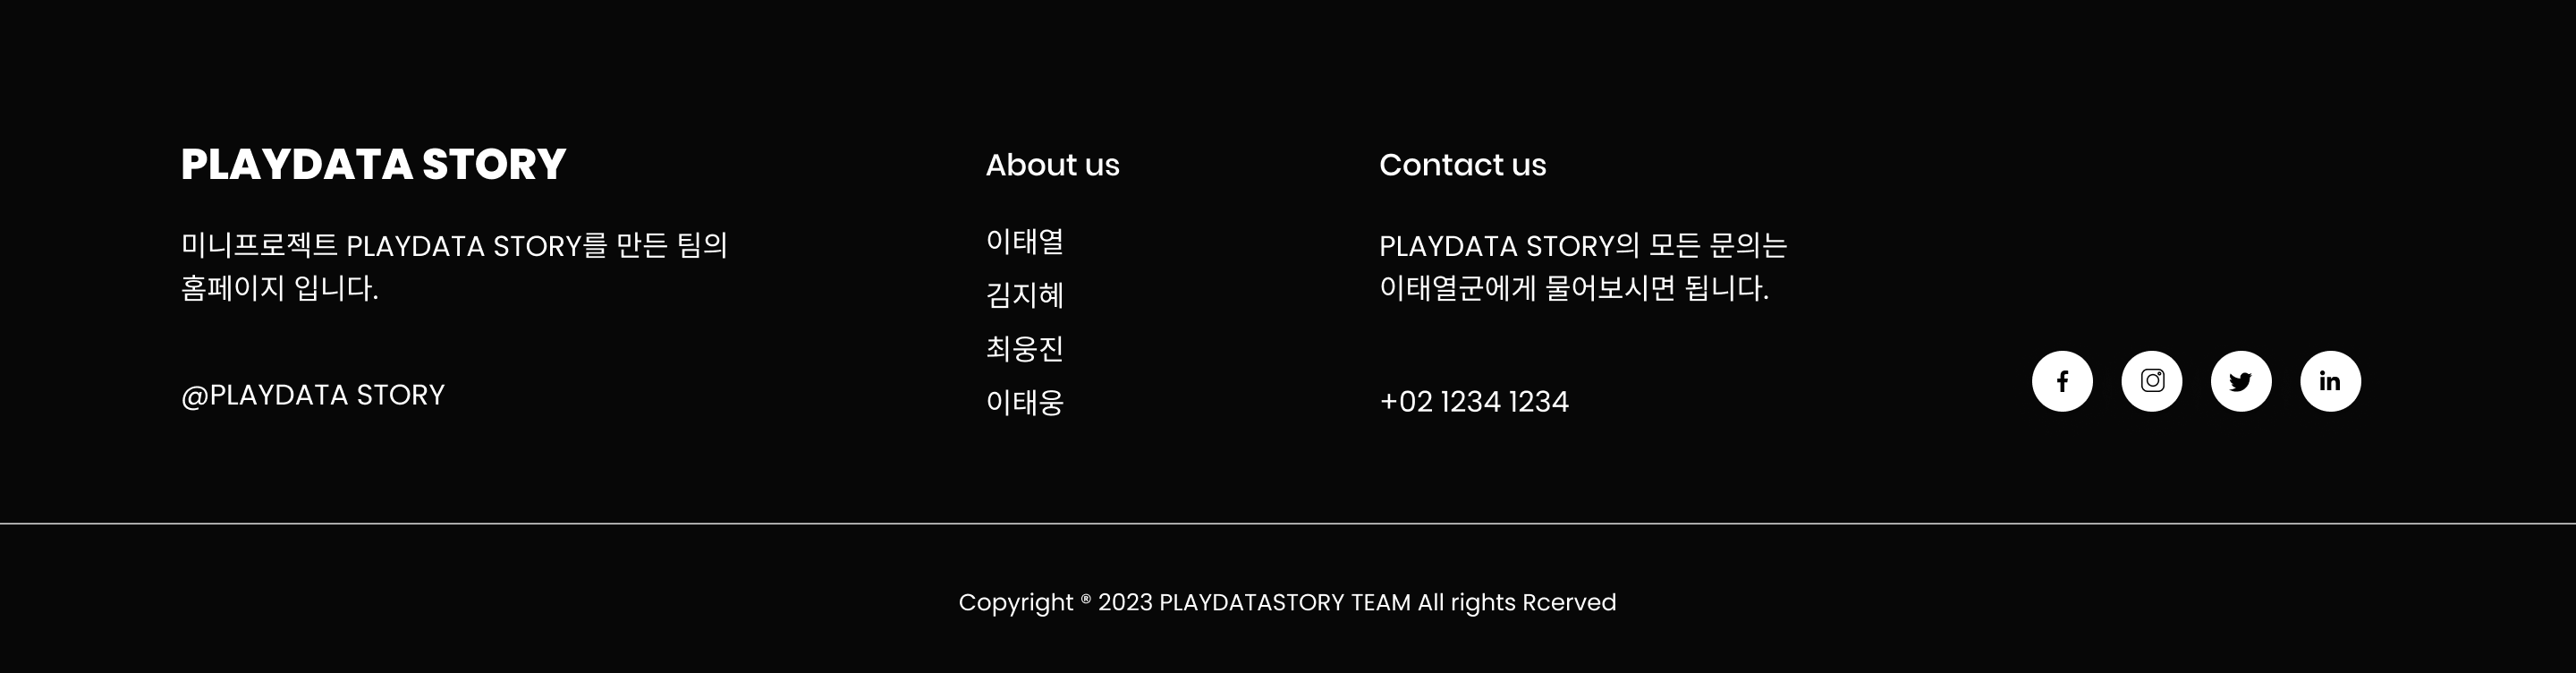 PLAYDATA STORY
미니프로젝트 PLAYDATA STORY를 만든 팀의
홈페이지 입니다.
@PLAYDATA STORY
About us
이태열
김지혜
최웅진
이태웅
Contact us
PLAYDATA STORY의 모든 문의는
이태열군에게 물어보시면 됩니다.
+02 1234 1234
f
in
Copyright ® 2023 PLAYDATASTORY TEAM All rights Rcerved